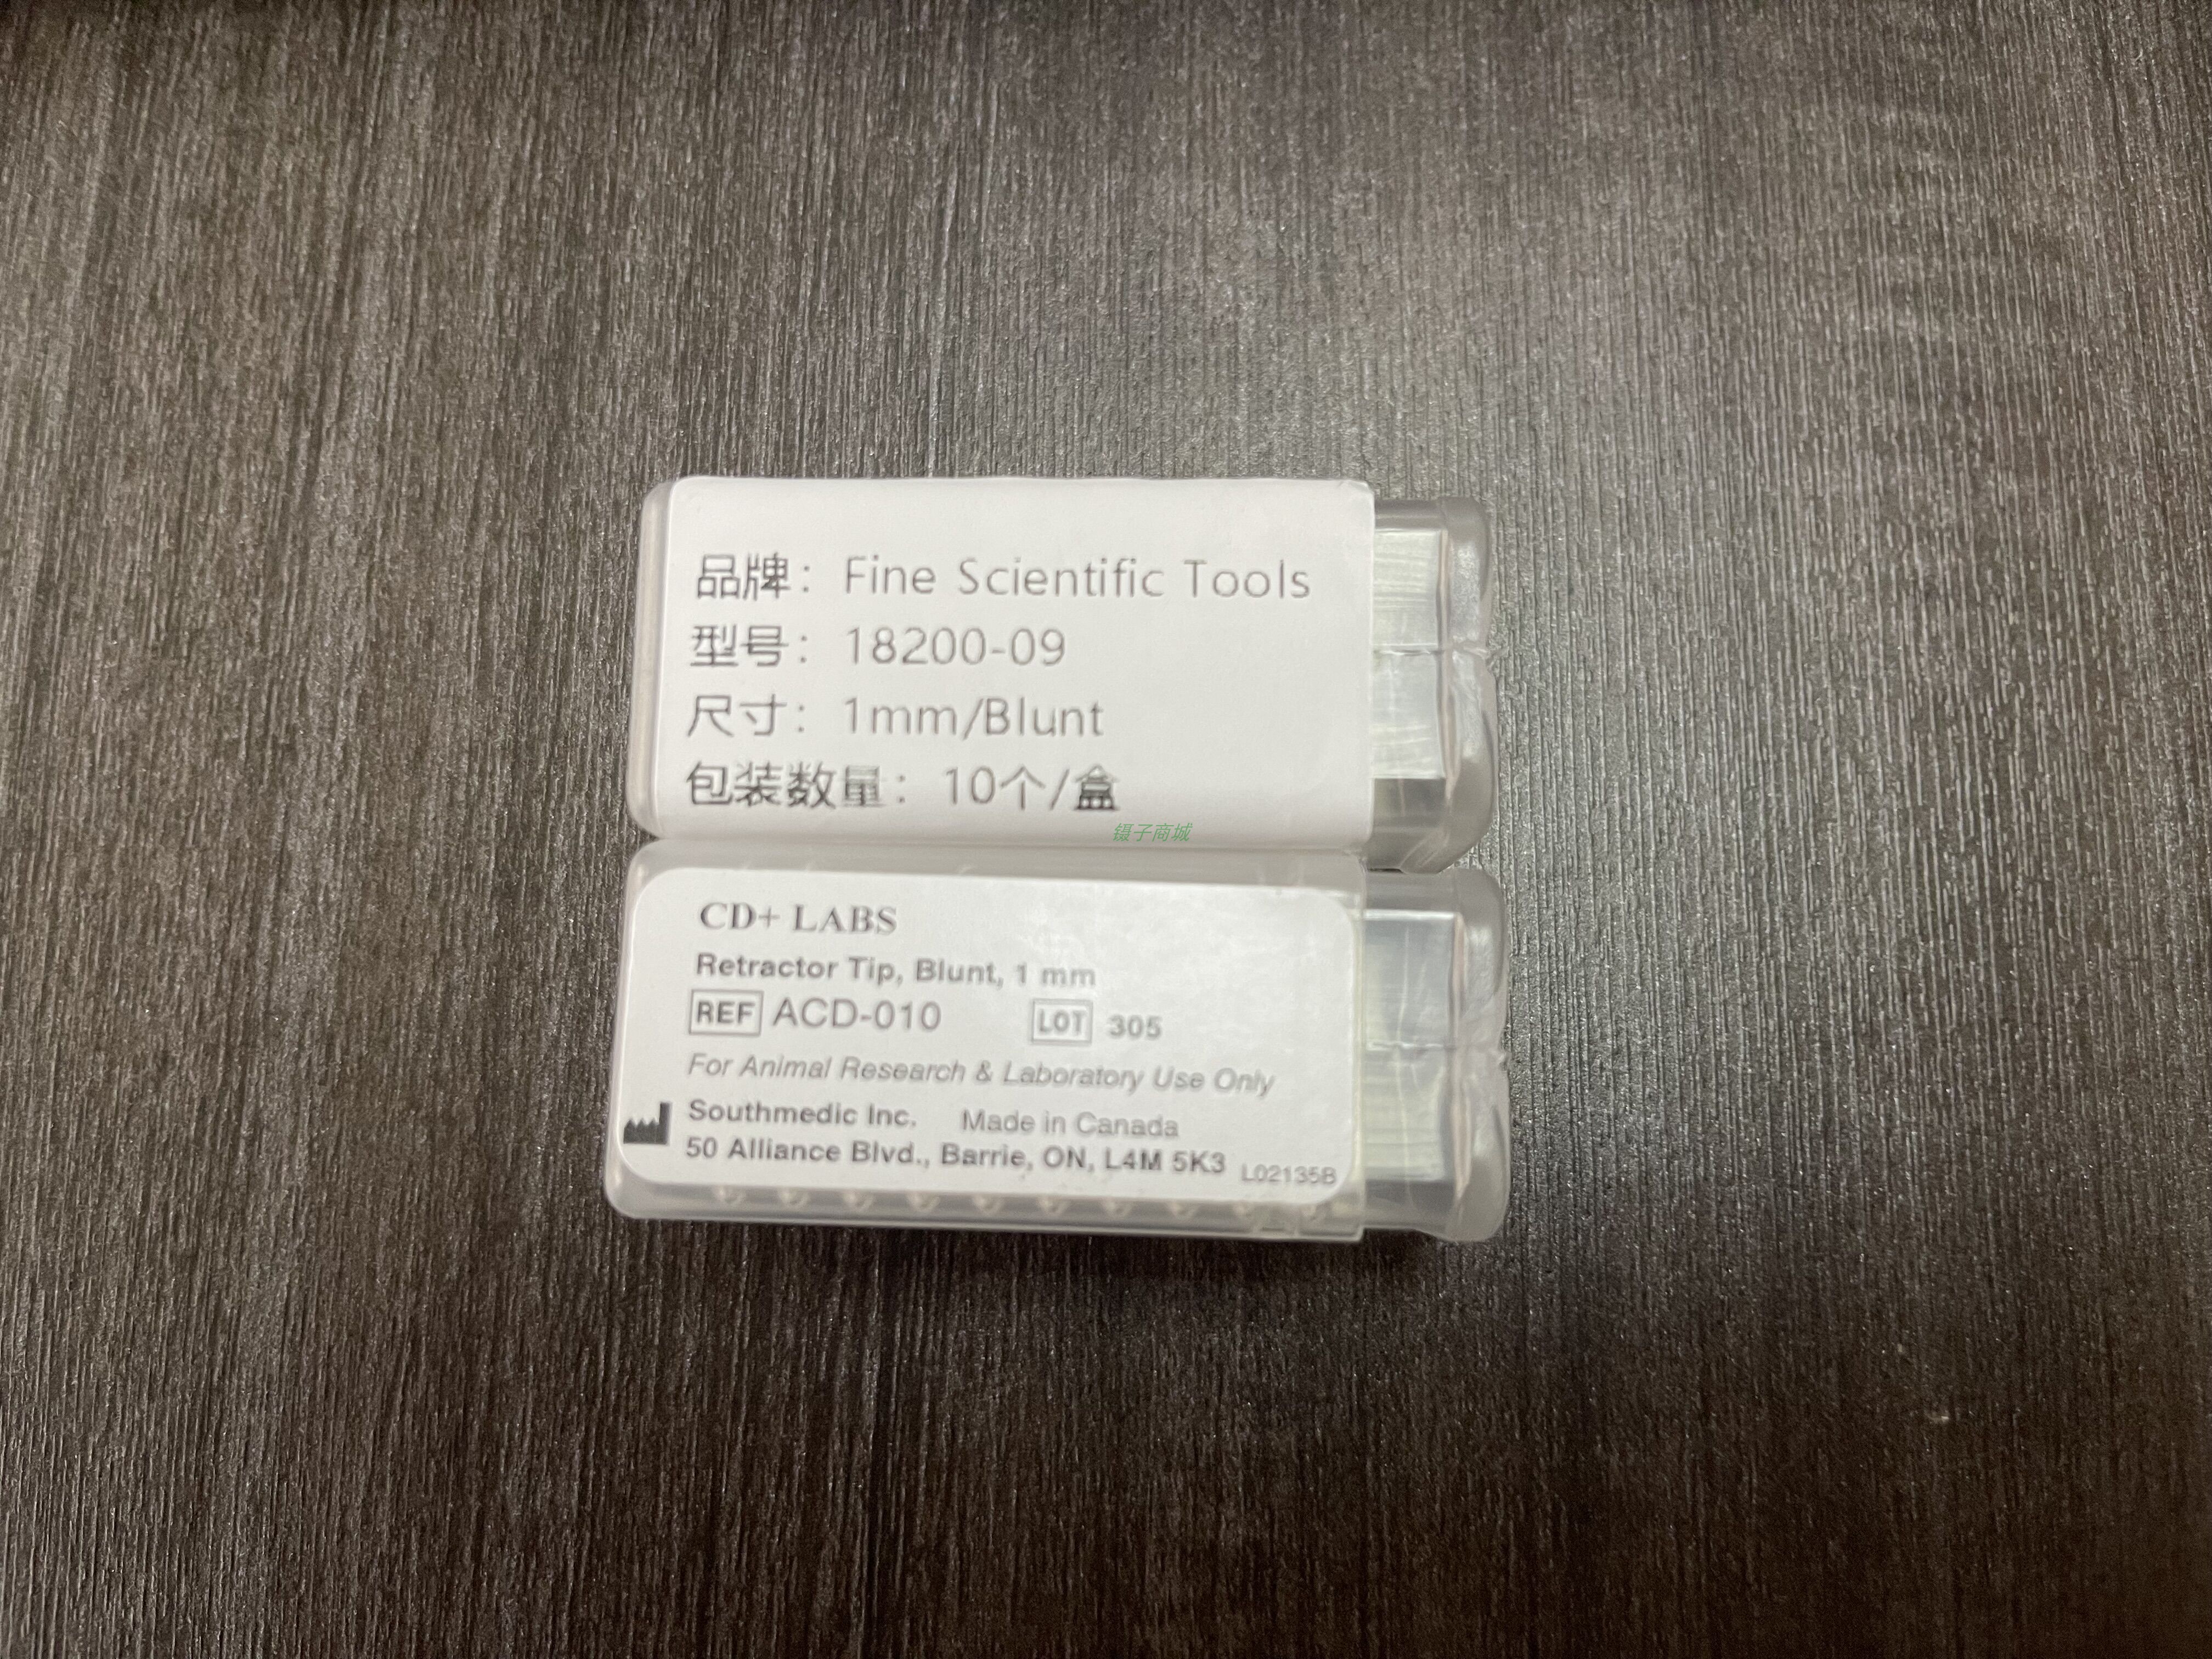 品牌：Fine Scientific Tools
型号：18200-09
尺寸：1mm/Blunt
包装数量：10个/盒
镊子商城
CD+ LABS
Retractor Tip, Blunt, 1 mm
REF ACD-010 LOT 305
For Animal Research & Laboratory Use Only
Southmedic Inc. Made in Canada
50 Alliance Blvd., Barrie, ON, L4M 5K3 L02135B